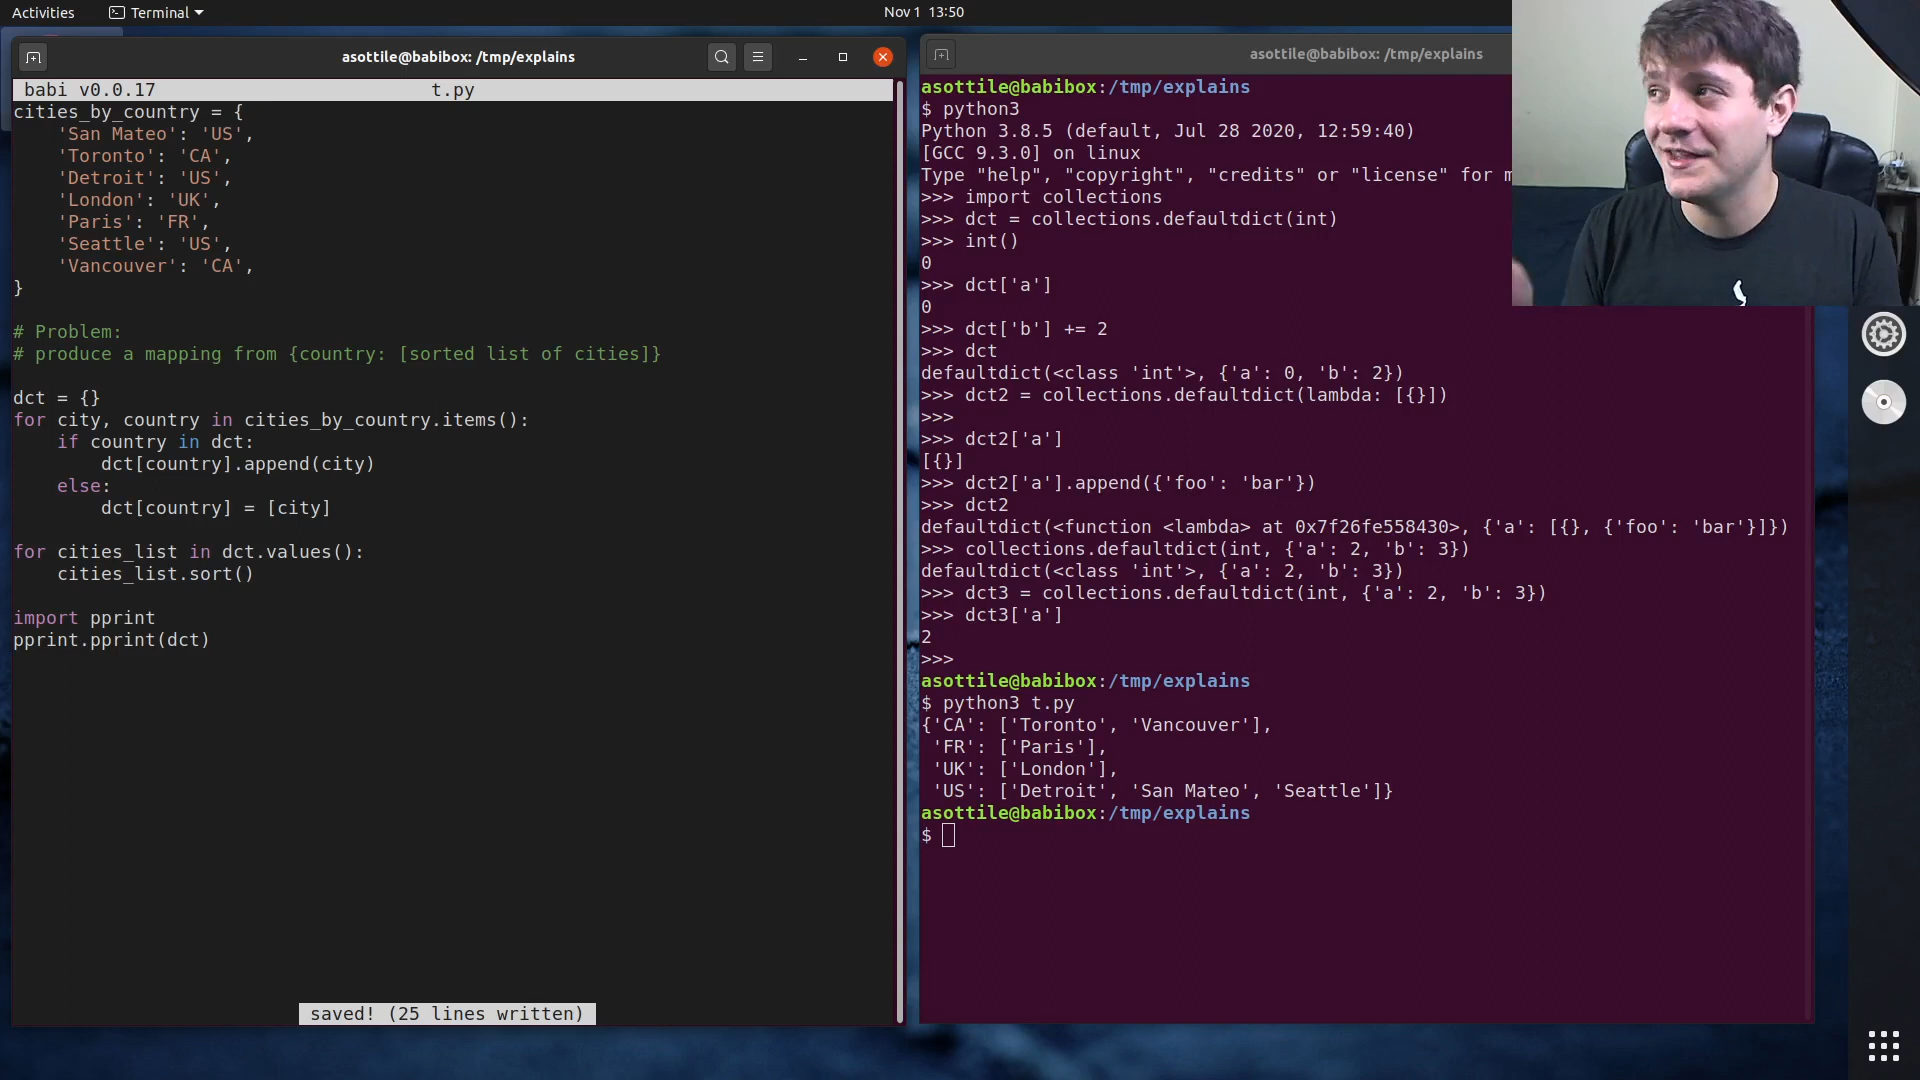 Activities
Terminal
Nov 1 13:50
asottile@babibox: /tmp/explains
babi v0.0.17 t.py
cities_by_country = {
    'San Mateo': 'US',
    'Toronto': 'CA',
    'Detroit': 'US',
    'London': 'UK',
    'Paris': 'FR',
    'Seattle': 'US',
    'Vancouver': 'CA',
}
# Problem:
# produce a mapping from {country: [sorted list of cities]}
dct = {}
for city, country in cities_by_country.items():
    if country in dct:
        dct[country].append(city)
    else:
        dct[country] = [city]
for cities_list in dct.values():
    cities_list.sort()
import pprint
pprint.pprint(dct)
saved! (25 lines written)
asottile@babibox: /tmp/explains
asottile@babibox:/tmp/explains
$ python3
Python 3.8.5 (default, Jul 28 2020, 12:59:40)
[GCC 9.3.0] on linux
Type "help", "copyright", "credits" or "license" for
>>> import collections
>>> dct = collections.defaultdict(int)
>>> int()
0
>>> dct['a']
0
>>> dct['b'] += 2
>>> dct
defaultdict(<class 'int'>, {'a': 0, 'b': 2})
>>> dct2 = collections.defaultdict(lambda: [{}])
>>>
>>> dct2['a']
[{}]
>>> dct2['a'].append({'foo': 'bar'})
>>> dct2
defaultdict(<function <lambda> at 0x7f26fe558430>, {'a': [{}, {'foo': 'bar'}]})
>>> collections.defaultdict(int, {'a': 2, 'b': 3})
defaultdict(<class 'int'>, {'a': 2, 'b': 3})
>>> dct3 = collections.defaultdict(int, {'a': 2, 'b': 3})
>>> dct3['a']
2
>>>
asottile@babibox:/tmp/explains
$ python3 t.py
{'CA': ['Toronto', 'Vancouver'],
 'FR': ['Paris'],
 'UK': ['London'],
 'US': ['Detroit', 'San Mateo', 'Seattle']}
asottile@babibox:/tmp/explains
$